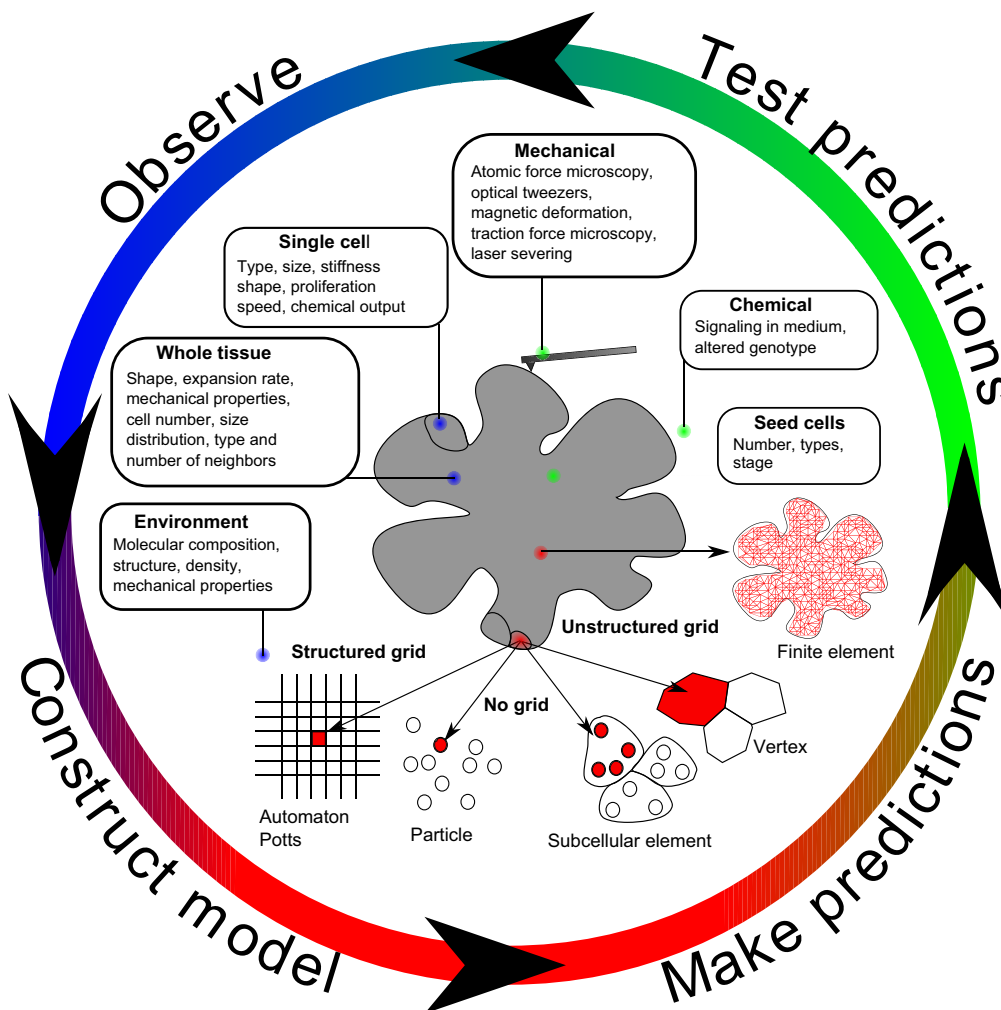 Observe
Test predictions
Mechanical
Atomic force microscopy,
optical tweezers,
magnetic deformation,
traction force microscopy,
laser severing
Single cell
Type, size, stiffness
shape, proliferation
speed, chemical output
Chemical
Signaling in medium,
altered genotype
Whole tissue
Shape, expansion rate,
mechanical properties,
cell number, size
distribution, type and
number of neighbors
Seed cells
Number, types,
stage
Environment
Molecular composition,
structure, density,
mechanical properties
Unstructured grid
Finite element
Structured grid
No grid
Vertex
Automaton
Potts
Particle
Subcellular element
Construct model
Make predictions